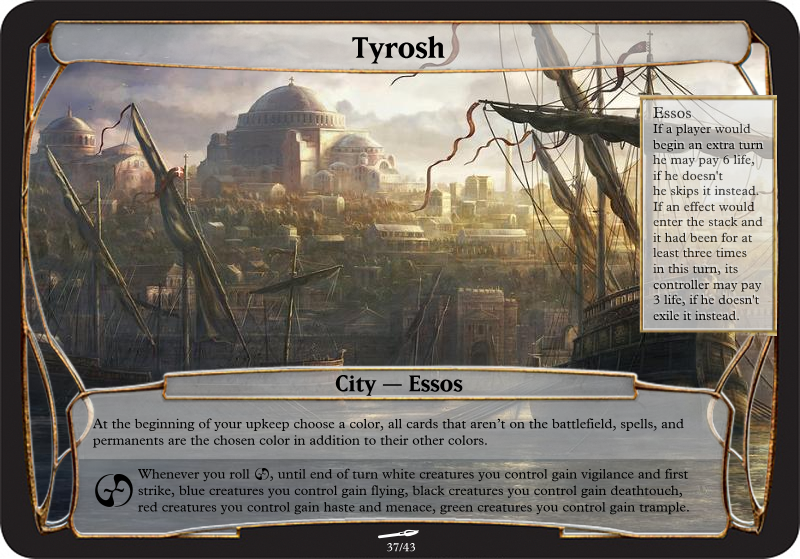 Tyrosh
Essos
If a player would
begin an extra turn
he may pay 6 life,
if he doesn't
he skips it instead.
If an effect would
enter the stack and
it had been for at
least three times
in this turn, its
controller may pay
3 life, if he doesn't
exile it instead.
City — Essos
At the beginning of your upkeep choose a color, all cards that aren't on the battlefield, spells, and
permanents are the chosen color in addition to their other colors.
Whenever you roll , until end of turn white creatures you control gain vigilance and first
strike, blue creatures you control gain flying, black creatures you control gain deathtouch,
red creatures you control gain haste and menace, green creatures you control gain trample.
37/43